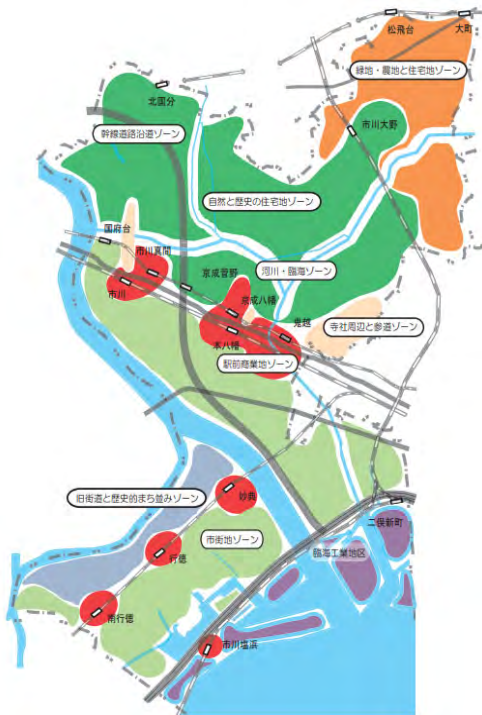 松飛台
大町
緑地・農地と住宅地ゾーン
北国分
市川大野
幹線道路沿道ゾーン
自然と歴史の住宅地ゾーン
国府台
市川真間
京成菅野
河川・臨海ゾーン
市川
京成八幡
鬼越
寺社周辺と参道ゾーン
本八幡
駅前商業地ゾーン
妙典
旧街道と歴史的まち並みゾーン
二俣新町
市街地ゾーン
行徳
臨海工業地区
南行徳
市川塩浜